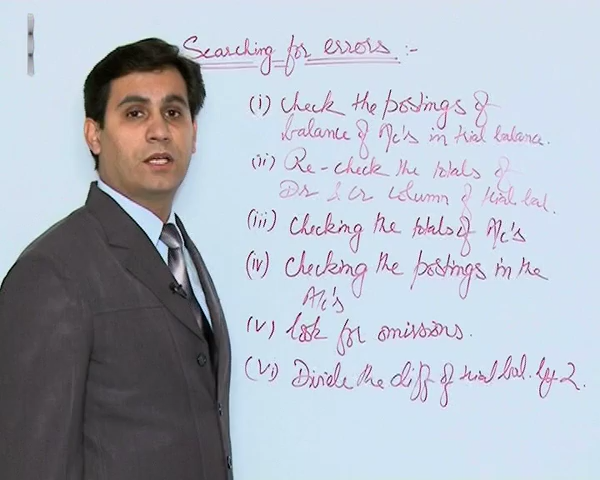 Searching for errors :-
(i) Check the postings of
balance of A/c's in trial balance.
(ii) Re-check the totals of
Dr & Cr column of trial bal.
(iii) Checking the totals of A/c's
(iv) Checking the postings in the
A/c's
(v) look for omissions.
(vi) Divide the diff of trial bal. by 2.